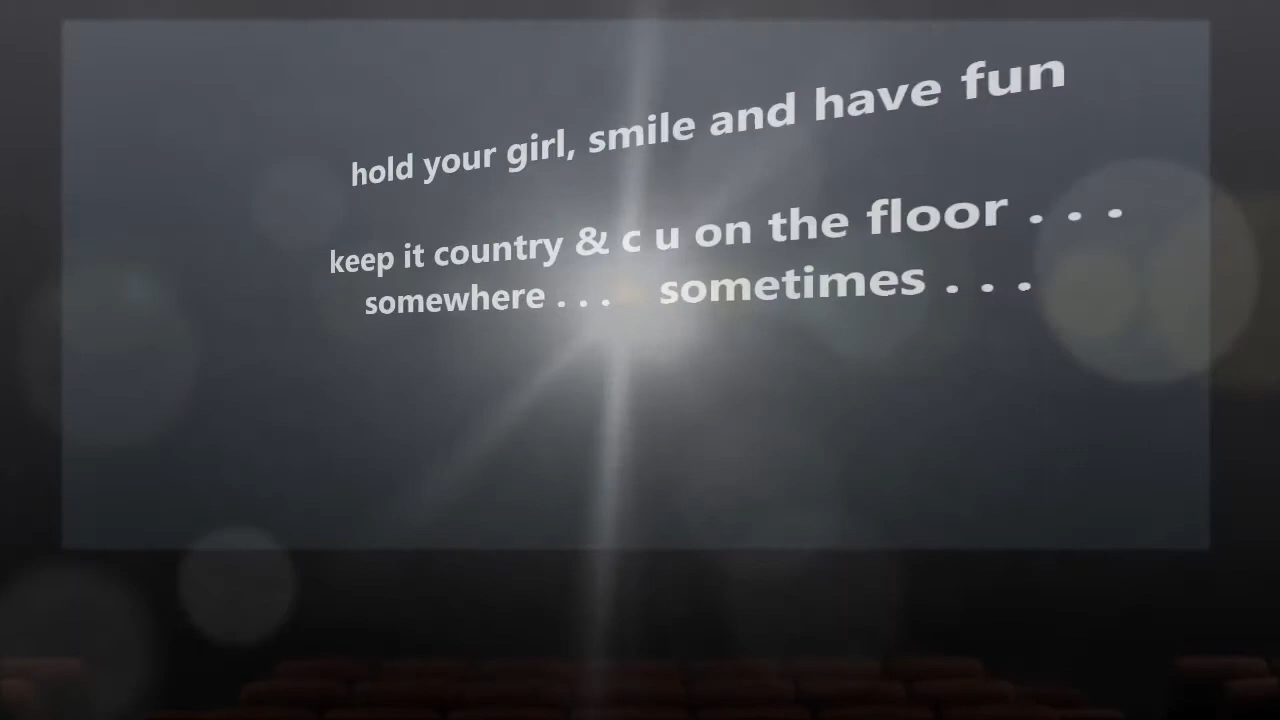 hold your girl, smile and have fun
keep it country & c u on the floor . . .
somewhere . . . sometimes . . .